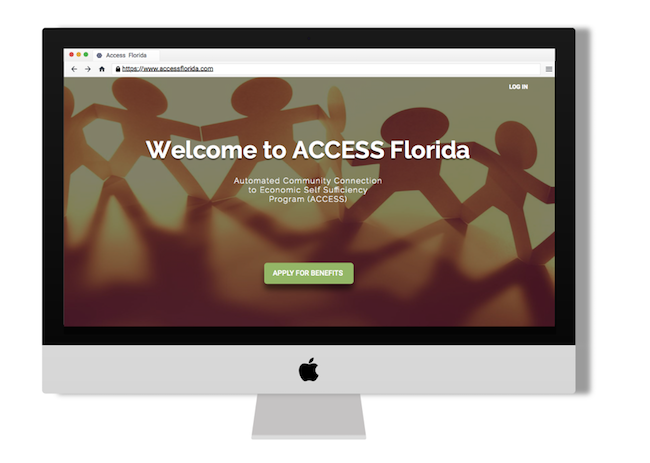 Access Florida
https://www.accessflorida.com
LOG IN
Welcome to ACCESS Florida
Automated Community Connection
to Economic Self Sufficiency
Program (ACCESS)
APPLY FOR BENEFITS